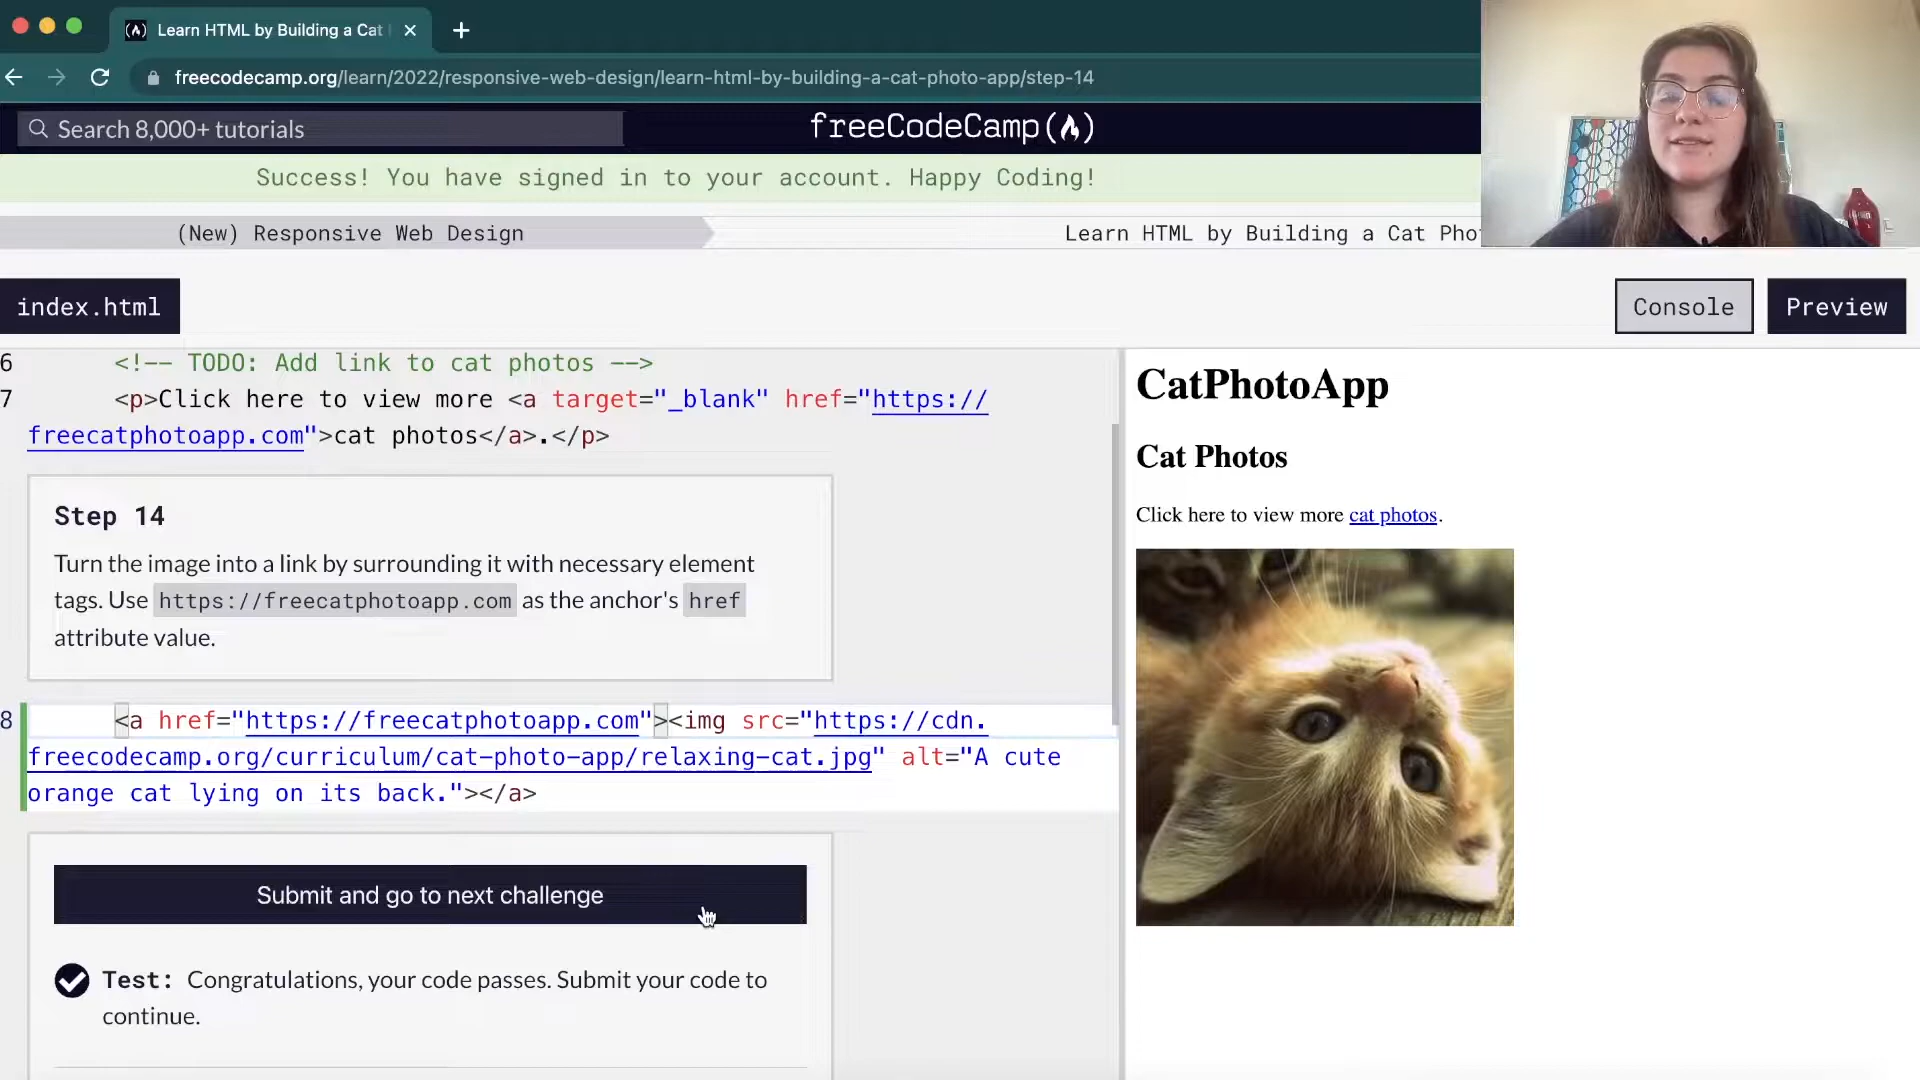 Learn HTML by Building a Cat
freecodecamp.org/learn/2022/responsive-web-design/learn-html-by-building-a-cat-photo-app/step-14
Search 8,000+ tutorials
freeCodeCamp
Success! You have signed in to your account. Happy Coding!
(New) Responsive Web Design
Learn HTML by Building a Cat Pho
index.html
Console
Preview
6 <!-- TODO: Add link to cat photos -->
7 <p>Click here to view more <a target="_blank" href="https://
freecatphotoapp.com">cat photos</a>.</p>
Step 14
Turn the image into a link by surrounding it with necessary element
tags. Use https://freecatphotoapp.com as the anchor's href
attribute value.
8 <a href="https://freecatphotoapp.com"><img src="https://cdn.
freecodecamp.org/curriculum/cat-photo-app/relaxing-cat.jpg" alt="A cute
orange cat lying on its back."></a>
Submit and go to next challenge
Test: Congratulations, your code passes. Submit your code to
continue.
CatPhotoApp
Cat Photos
Click here to view more cat photos.